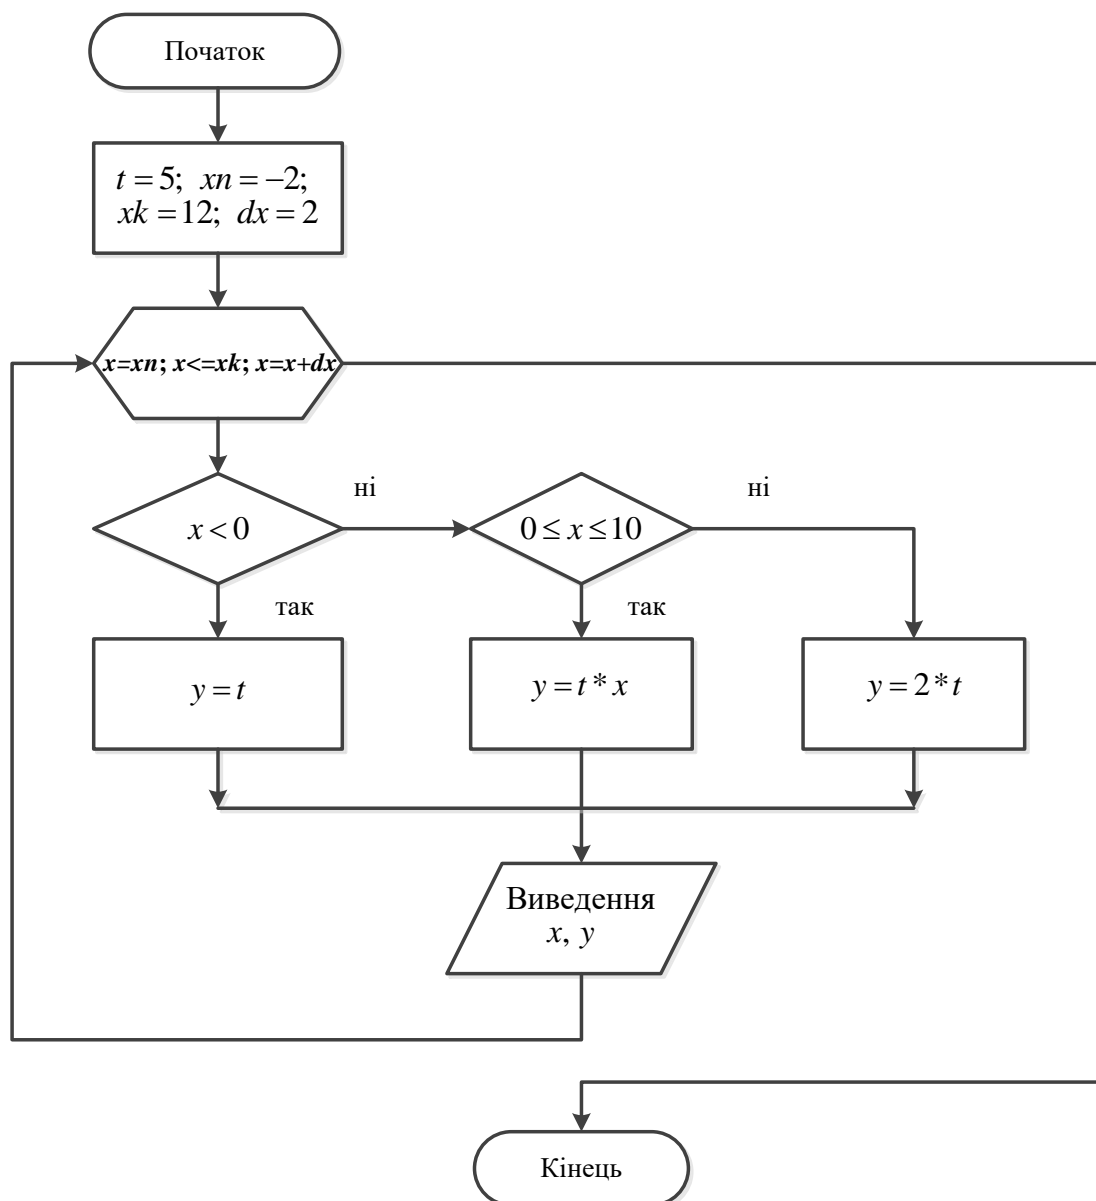 Початок
t = 5; xn = −2;
xk = 12; dx = 2
x=xn; x<=xk; x=x+dx
ні
ні
x < 0
0 ≤ x ≤ 10
так
так
y = t
y = t * x
y = 2 * t
Виведення
x, y
Кінець